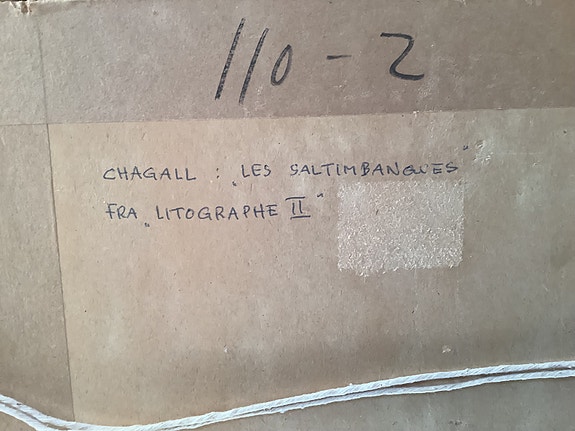 110 - 2
CHAGALL : „LES SALTIMBANQUES"
FRA „LITOGRAPHE II"